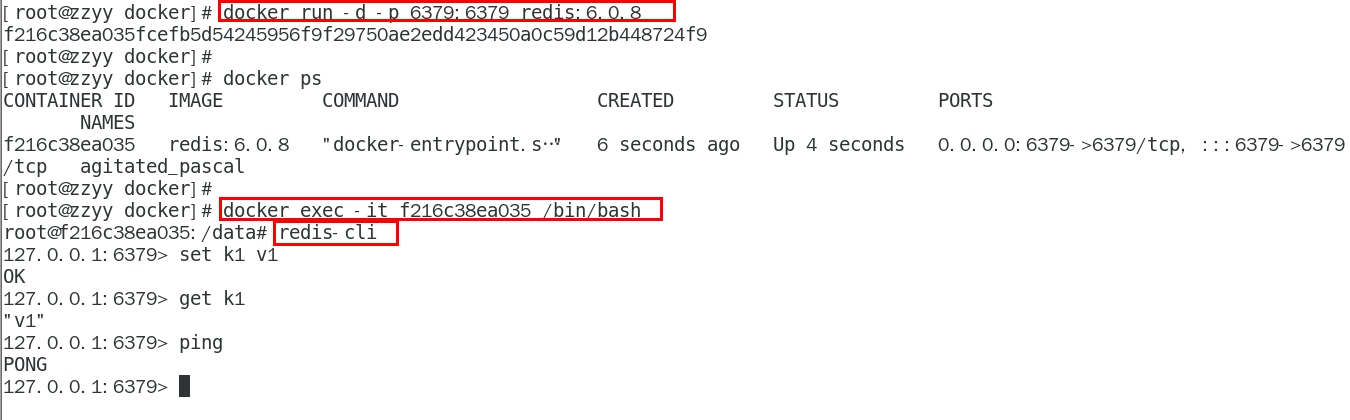 [root@zzyy docker]# docker run -d -p 6379:6379 redis:6.0.8
f216c38ea035fcefb5d54245956f9f29750ae2edd423450a0c59d12b448724f9
[root@zzyy docker]#
[root@zzyy docker]# docker ps
CONTAINER ID   IMAGE         COMMAND                  CREATED         STATUS         PORTS
       NAMES
f216c38ea035   redis:6.0.8   "docker-entrypoint.s…"   6 seconds ago   Up 4 seconds   0.0.0.0:6379->6379/tcp, :::6379->6379
/tcp   agitated_pascal
[root@zzyy docker]#
[root@zzyy docker]# docker exec -it f216c38ea035 /bin/bash
root@f216c38ea035:/data# redis-cli
127.0.0.1:6379> set k1 v1
OK
127.0.0.1:6379> get k1
"v1"
127.0.0.1:6379> ping
PONG
127.0.0.1:6379>